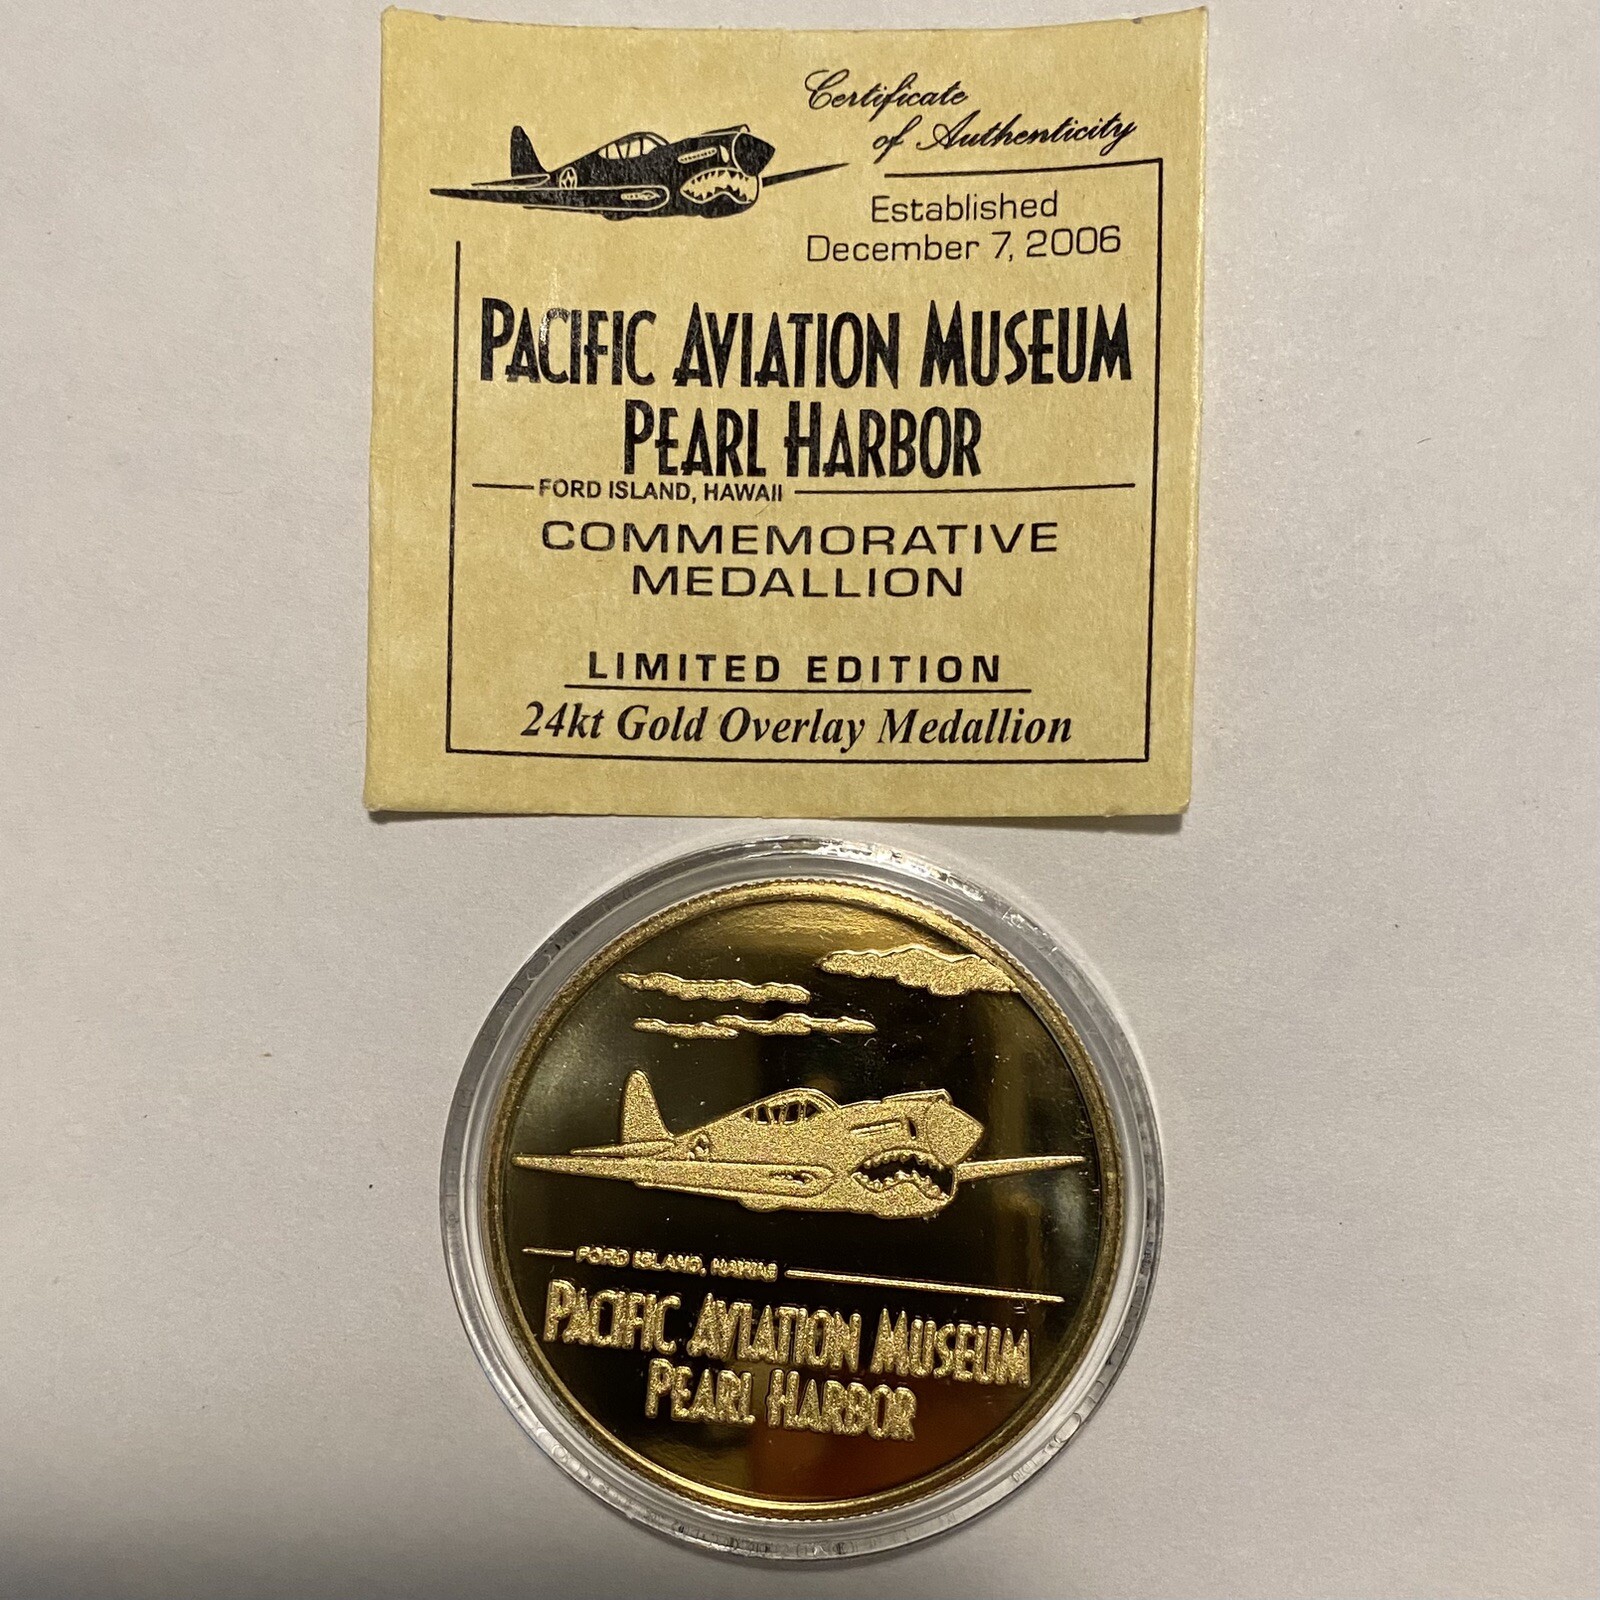 Certificate
of Authenticity
Established
December 7, 2006
PACIFIC AVIATION MUSEUM
PEARL HARBOR
FORD ISLAND, HAWAII
COMMEMORATIVE
MEDALLION
LIMITED EDITION
24kt Gold Overlay Medallion
FORD ISLAND, HAWAII
PACIFIC AVIATION MUSEUM
PEARL HARBOR